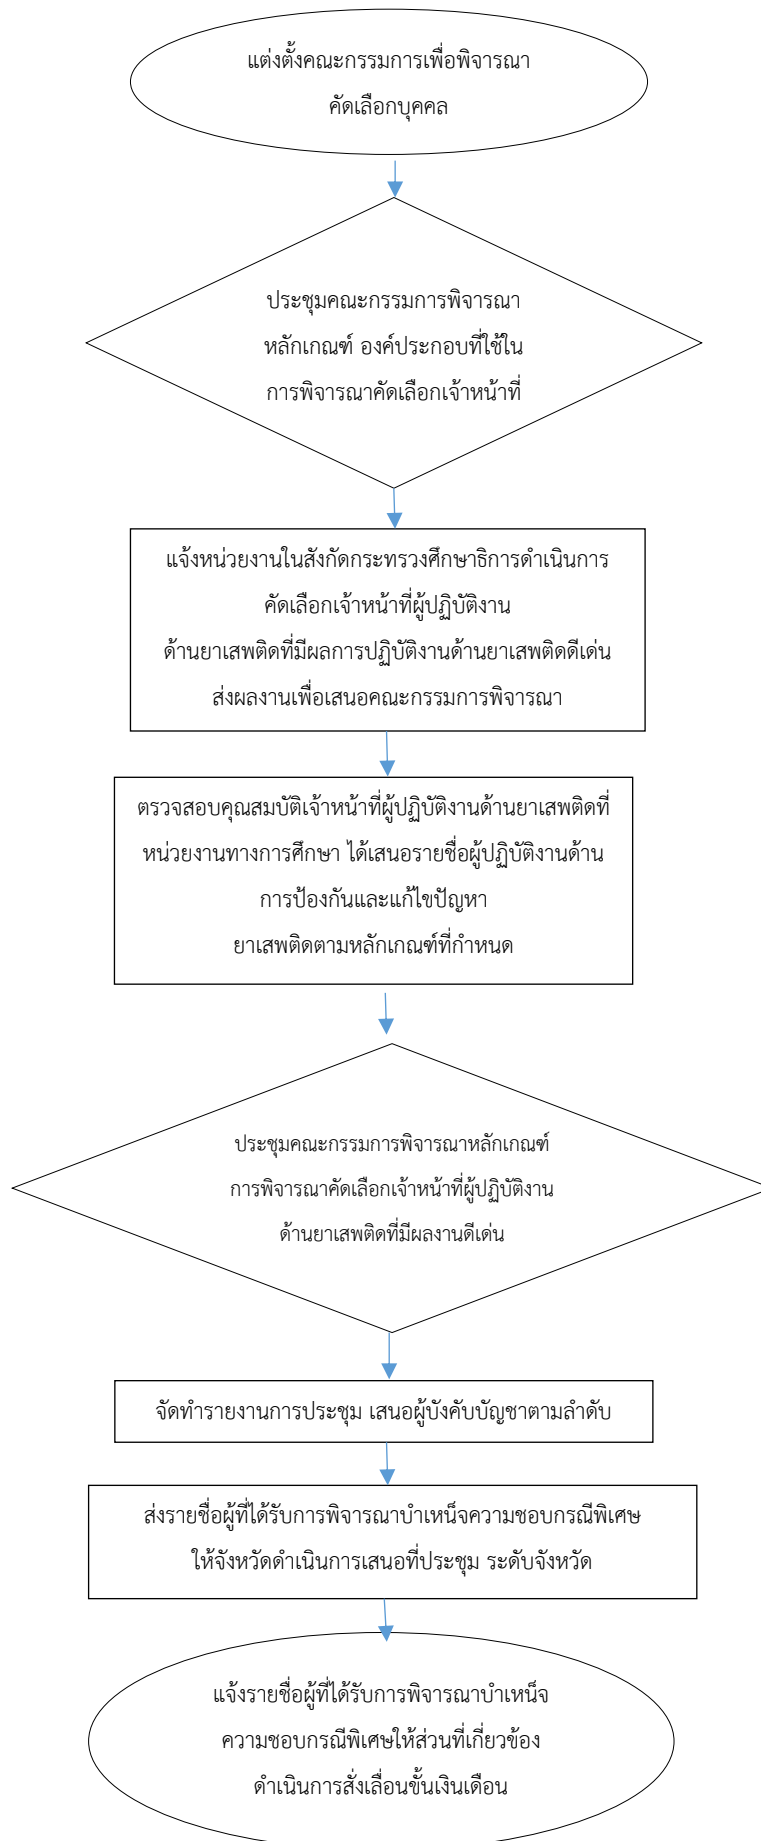 แต่งตั้งคณะกรรมการเพื่อพิจารณา
คัดเลือกบุคคล
ประชุมคณะกรรมการพิจารณา
หลักเกณฑ์ องค์ประกอบที่ใช้ใน
การพิจารณาคัดเลือกเจ้าหน้าที่
แจ้งหน่วยงานในสังกัดกระทรวงศึกษาธิการดำเนินการ
คัดเลือกเจ้าหน้าที่ผู้ปฏิบัติงาน
ด้านยาเสพติดที่มีผลการปฏิบัติงานด้านยาเสพติดดีเด่น
ส่งผลงานเพื่อเสนอคณะกรรมการพิจารณา
ตรวจสอบคุณสมบัติเจ้าหน้าที่ผู้ปฏิบัติงานด้านยาเสพติดที่
หน่วยงานทางการศึกษา ได้เสนอรายชื่อผู้ปฏิบัติงานด้าน
การป้องกันและแก้ไขปัญหา
ยาเสพติดตามหลักเกณฑ์ที่กำหนด
ประชุมคณะกรรมการพิจารณาหลักเกณฑ์
การพิจารณาคัดเลือกเจ้าหน้าที่ผู้ปฏิบัติงาน
ด้านยาเสพติดที่มีผลงานดีเด่น
จัดทำรายงานการประชุม เสนอผู้บังคับบัญชาตามลำดับ
ส่งรายชื่อผู้ที่ได้รับการพิจารณาบำเหน็จความชอบกรณีพิเศษ
ให้จังหวัดดำเนินการเสนอที่ประชุม ระดับจังหวัด
แจ้งรายชื่อผู้ที่ได้รับการพิจารณาบำเหน็จ
ความชอบกรณีพิเศษให้ส่วนที่เกี่ยวข้อง
ดำเนินการสั่งเลื่อนขั้นเงินเดือน